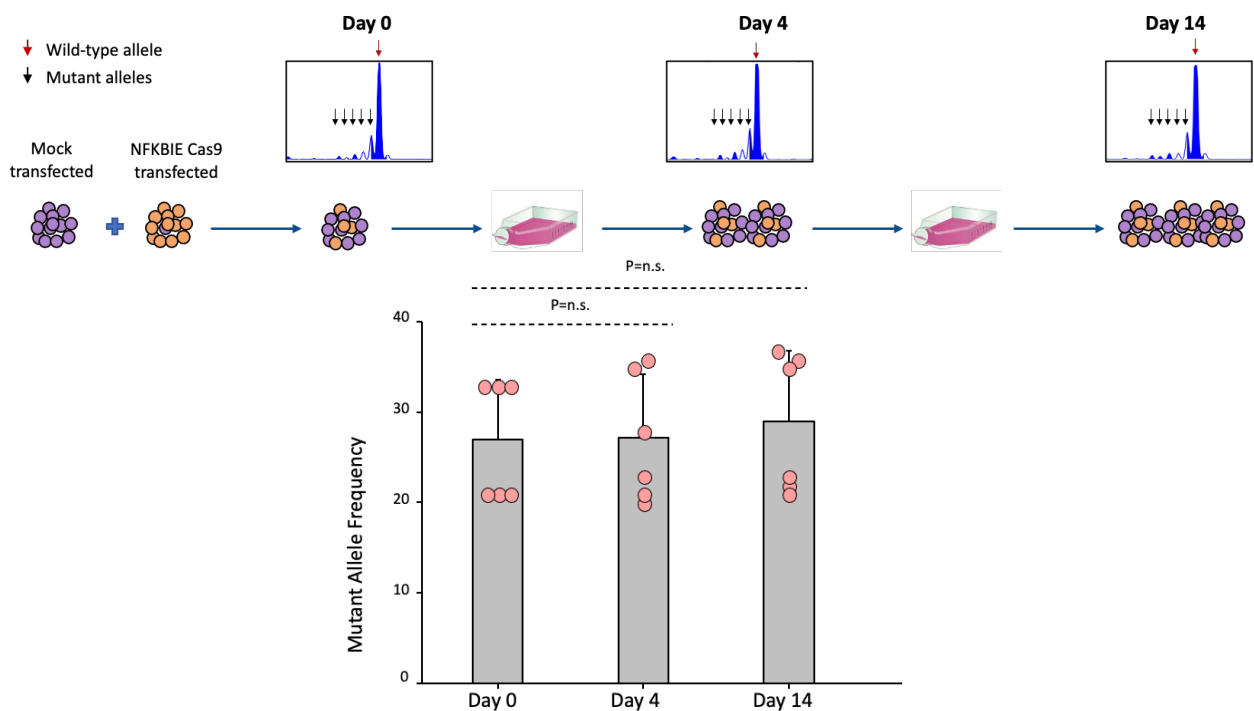 Day 0
Day 4
Day 14
Wild-type allele
Mutant alleles
Mock
transfected
NFKBIE Cas9
transfected
P=n.s.
P=n.s.
Mutant Allele Frequency
40
30
20
10
0
Day 0
Day 4
Day 14